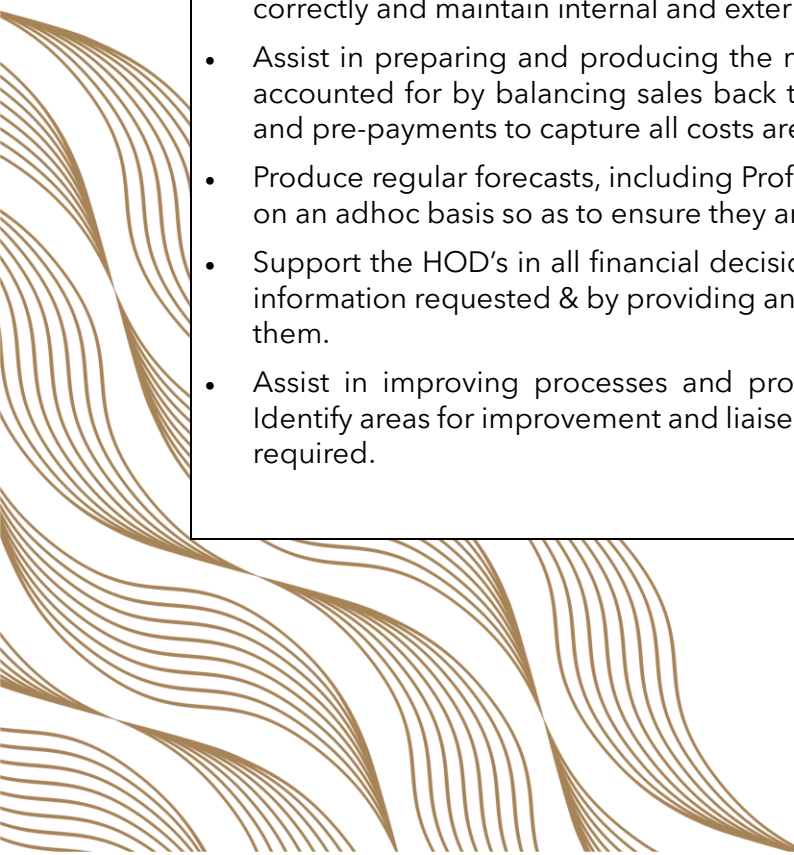 correctly and maintain internal and exter
• Assist in preparing and producing the
accounted for by balancing sales back
and pre-payments to capture all costs are
• Produce regular forecasts, including Prof
on an adhoc basis so as to ensure they
• Support the HOD's in all financial
information requested & by providing an
them.
• Assist in improving processes and pro
Identify areas for improvement and liaise
required.